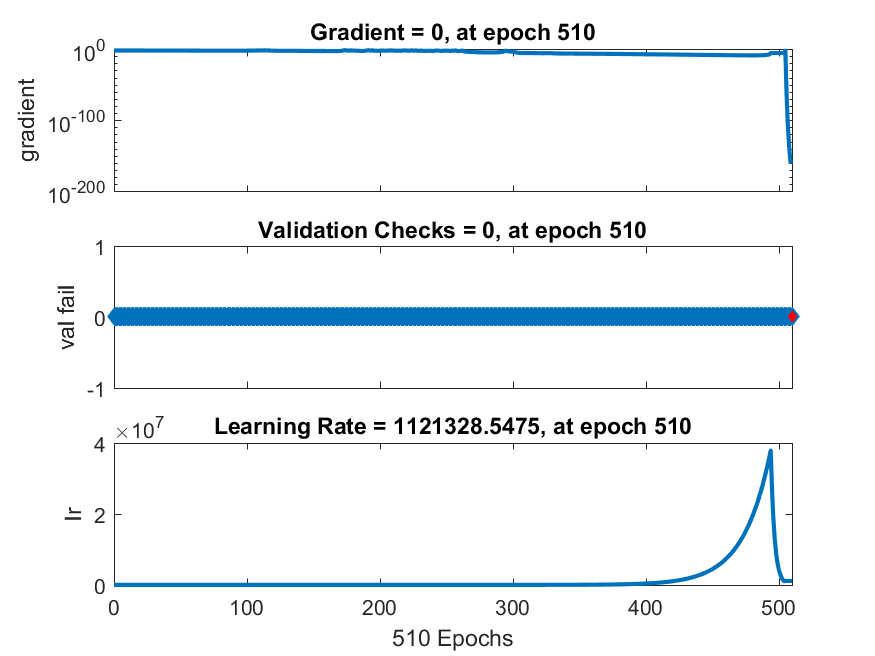 Gradient = 0, at epoch 510
10^0
10^-100
10^-200
gradient
Validation Checks = 0, at epoch 510
1
0
-1
val fail
×10^7
Learning Rate = 1121328.5475, at epoch 510
4
2
0
lr
0 100 200 300 400 500
510 Epochs